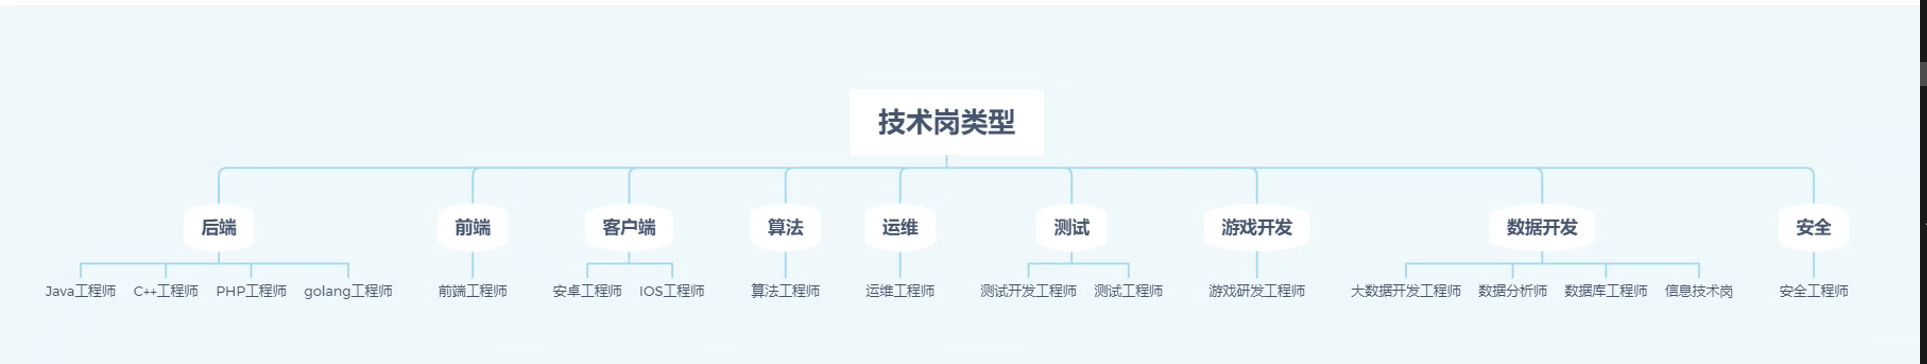 技术岗类型
后端 前端 客户端 算法 运维 测试 游戏开发 数据开发 安全
Java工程师 C++工程师 PHP工程师 golang工程师 前端工程师 安卓工程师 IOS工程师 算法工程师 运维工程师 测试开发工程师 测试工程师 游戏研发工程师 大数据开发工程师 数据分析师 数据库工程师 信息技术岗 安全工程师